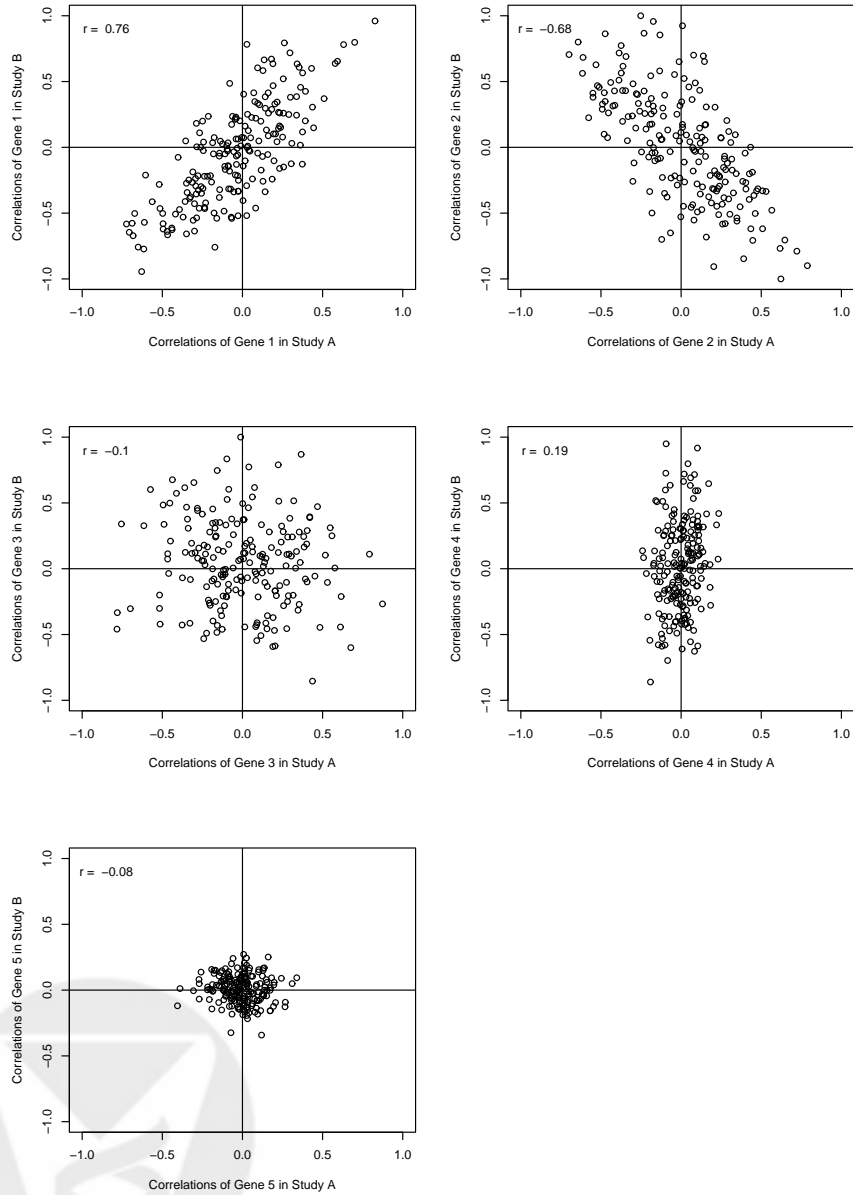 r = 0.76
1.0
0.5
0.0
−0.5
−1.0
Correlations of Gene 1 in Study B
−1.0 −0.5 0.0 0.5 1.0
Correlations of Gene 1 in Study A
r = −0.68
1.0
0.5
0.0
−0.5
−1.0
Correlations of Gene 2 in Study B
−1.0 −0.5 0.0 0.5 1.0
Correlations of Gene 2 in Study A
r = −0.1
1.0
0.5
0.0
−0.5
−1.0
Correlations of Gene 3 in Study B
−1.0 −0.5 0.0 0.5 1.0
Correlations of Gene 3 in Study A
r = 0.19
1.0
0.5
0.0
−0.5
−1.0
Correlations of Gene 4 in Study B
−1.0 −0.5 0.0 0.5 1.0
Correlations of Gene 4 in Study A
r = −0.08
1.0
0.5
0.0
−0.5
−1.0
Correlations of Gene 5 in Study B
−1.0 −0.5 0.0 0.5 1.0
Correlations of Gene 5 in Study A